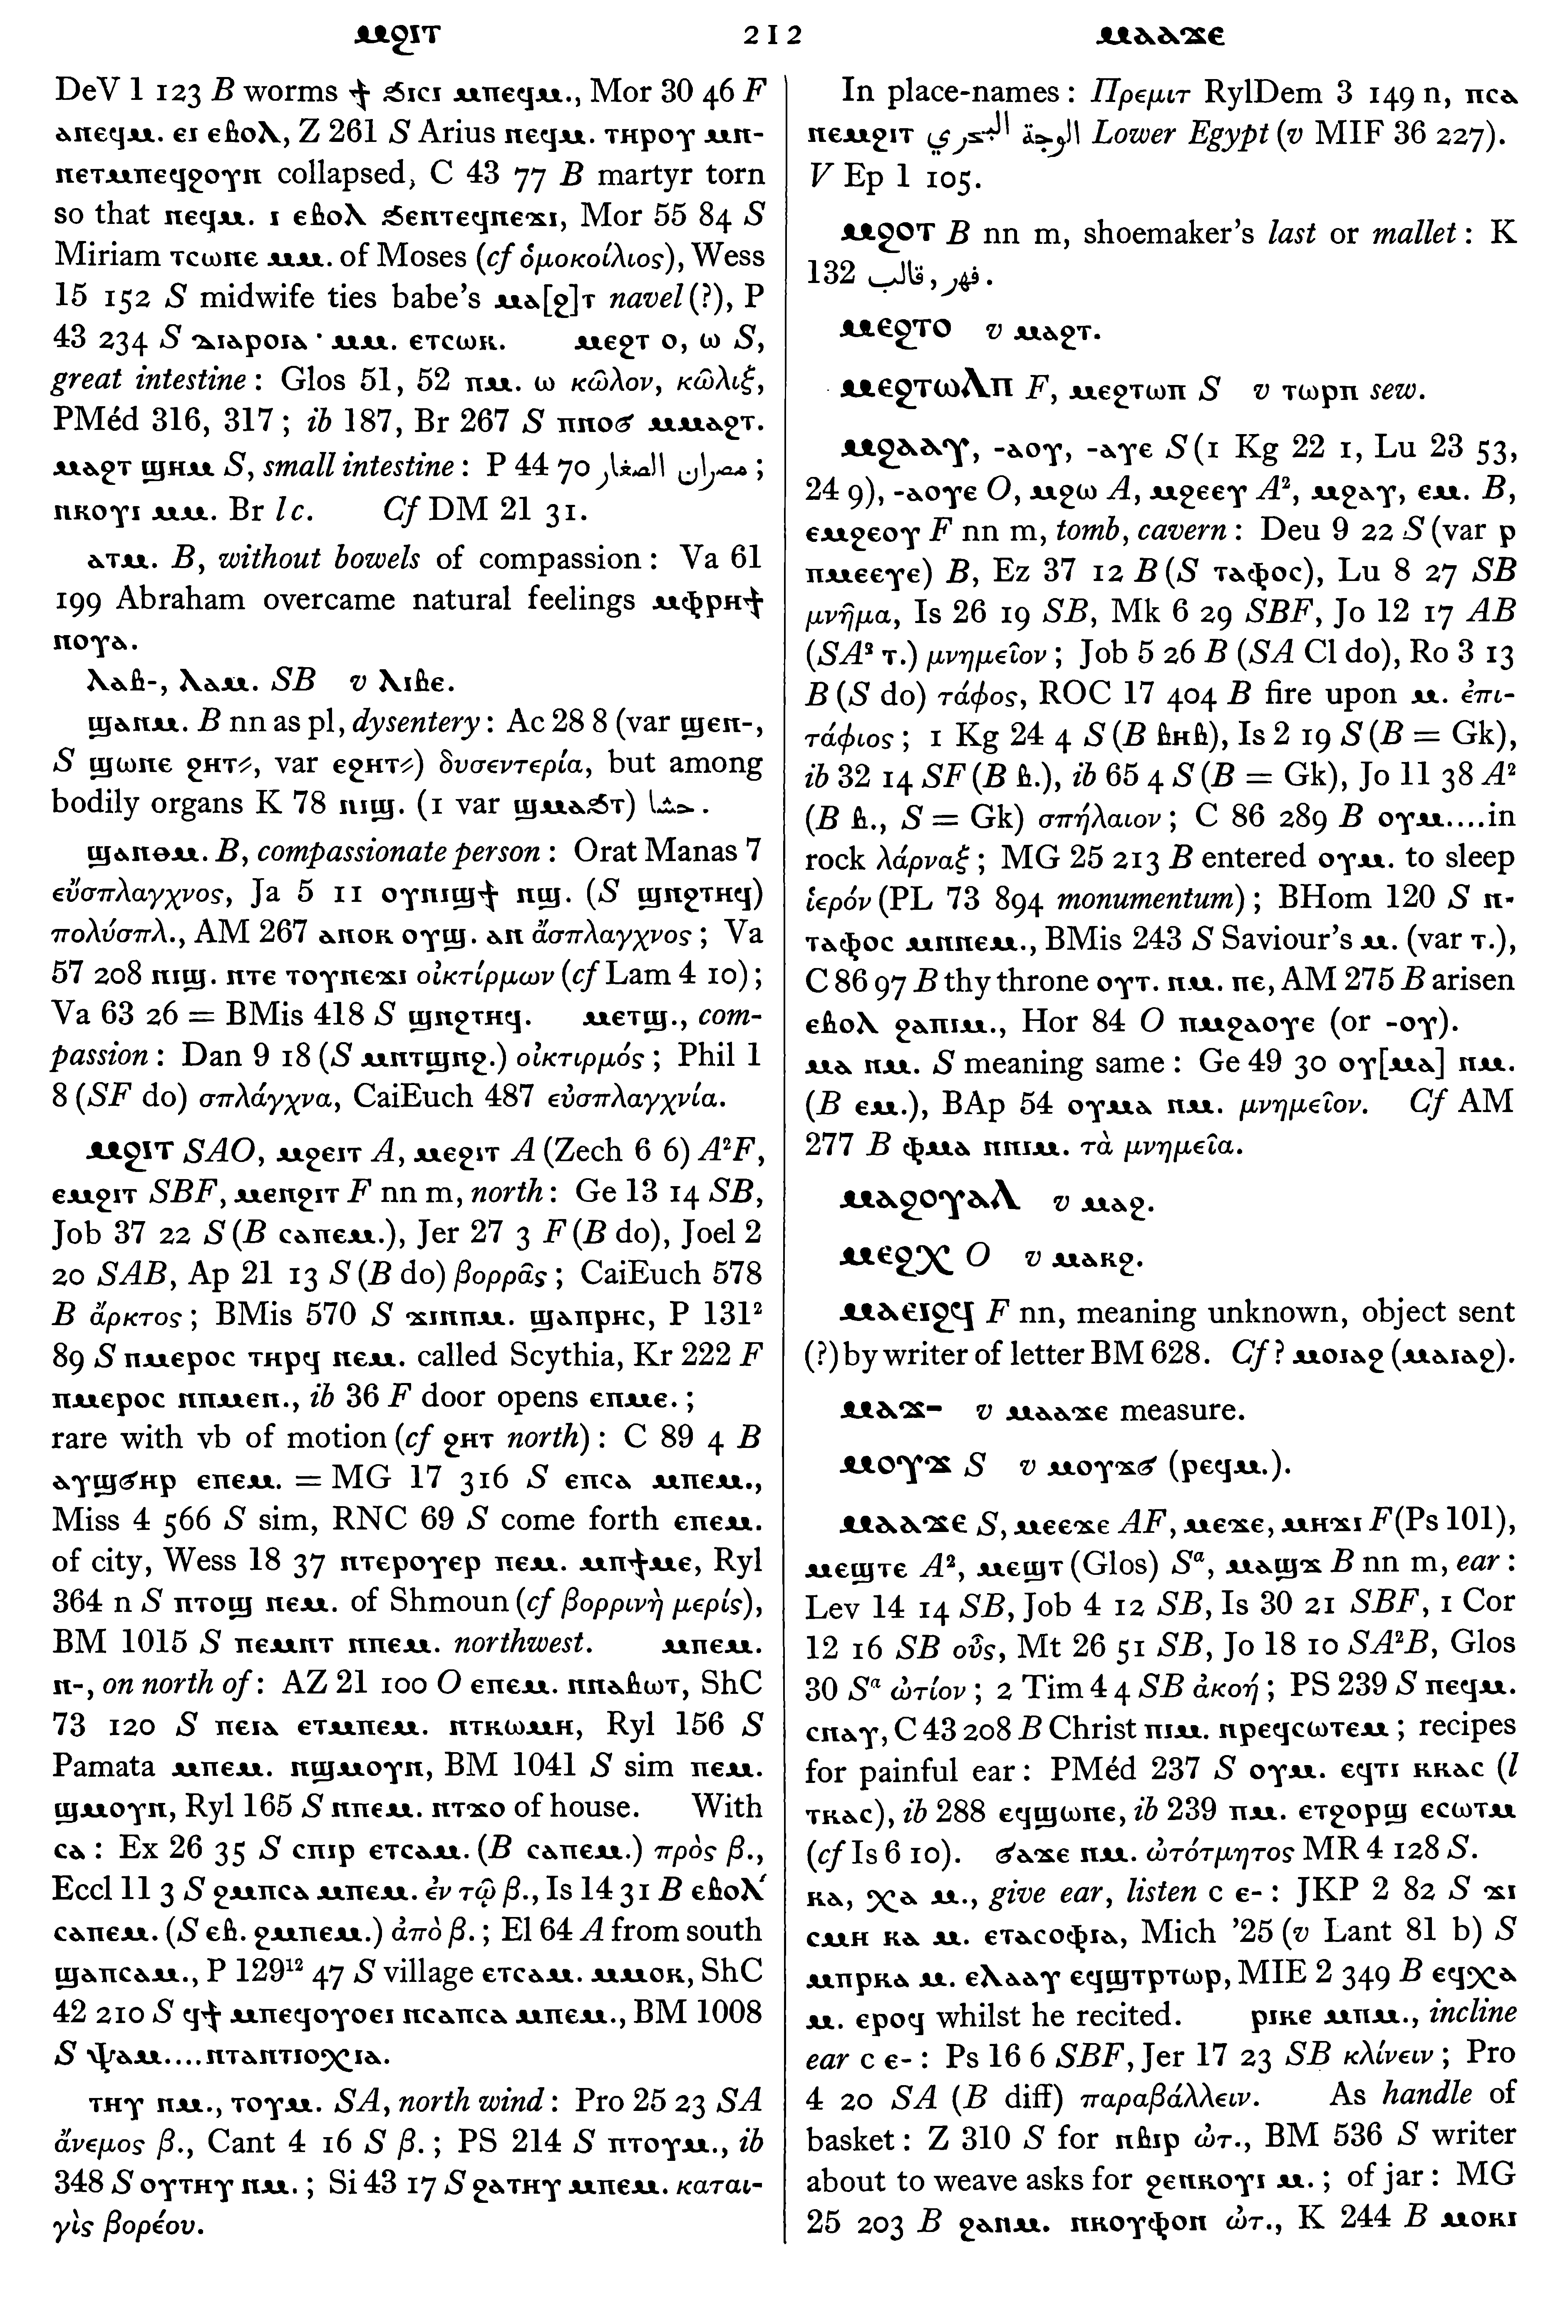 ⲙϩⲓⲧ 212 ⲙⲁⲁϫⲉ
DeV 1 123 B worms ϯ ϧⲓⲥⲓ ⲙⲡⲉϥⲙ., Mor 30 46 F
ⲁⲡⲉϥⲙ. ⲉⲓ ⲉⲃⲟⲗ, Z 261 S Arius ⲡⲉϥⲙ. ⲧⲏⲣⲟⲩ ⲙⲛ-
ⲡⲉⲧⲙⲡⲉϥϩⲟⲩⲛ collapsed, C 43 77 B martyr torn
so that ⲡⲉϥⲙ. ⲓ ⲉⲃⲟⲗ ϧⲉⲛⲧⲉϥⲛⲉϫⲓ, Mor 55 84 S
Miriam ⲧⲥⲱⲛⲉ ⲙⲙ. of Moses (cf ὁμοκοίλιος), Wess
15 152 S midwife ties babe's ⲙⲁ[ϩ]ⲧ navel (?), P
43 234 S ⲇⲓⲁⲣⲟⲓⲁ · ⲙⲙ. ⲉⲧⲥⲱⲕ. ⲙⲉϩⲧ ⲟ, ⲱ S,
great intestine : Glos 51, 52 ⲡⲙ. ⲱ κῶλον, κῶλιξ,
PMéd 316, 317 ; ib 187, Br 267 S ⲡⲛⲟϭ ⲙⲙⲁϩⲧ.
ⲙⲁϩⲧ ϣⲏⲙ S, small intestine : P 44 70 مصران الصغار ;
ⲡⲕⲟⲩⲓ ⲙⲙ. Br l c. Cf DM 21 31.
ⲁⲧⲙ. B, without bowels of compassion : Va 61
199 Abraham overcame natural feelings ⲙⲫⲣⲏϯ
ⲛⲟⲩⲁ.
ⲗⲁⲃ-, ⲗⲁⲙ. SB v ⲗⲓⲃⲉ.
ϣⲁⲛⲙ. B nn as pl, dysentery : Ac 28 8 (var ϣⲉⲛ-,
S ϣⲱⲛⲉ ϩⲏⲧ⸗, var ⲉϩⲏⲧ⸗) δυσεντερία, but among
bodily organs K 78 ⲡⲓϣ. (1 var ϣⲙⲁϧⲧ) حشا.
ϣⲁⲛⲑⲙ. B, compassionate person : Orat Manas 7
εὔσπλαγχνος, Ja 5 11 ⲟⲩⲛⲓϣϯ ⲛϣ. (S ϣⲛϩⲧⲏϥ)
πολύσπλ., AM 267 ⲁⲛⲟⲕ ⲟⲩϣ. ⲁⲛ ἄσπλαγχνος ; Va
57 208 ⲡⲓϣ. ⲛⲧⲉ ⲧⲟⲩⲛⲉϫⲓ οἰκτίρμων (cf Lam 4 10) ;
Va 63 26 = BMis 418 S ϣⲛϩⲧⲏϥ. ⲙⲉⲧϣ., com-
passion : Dan 9 18 (S ⲙⲛⲧϣⲛϩ.) οἰκτιρμός ; Phil 1
8 (SF do) σπλάγχνα, CaiEuch 487 εὐσπλαγχνία.
ⲙϩⲓⲧ SAO, ⲙϩⲉⲓⲧ A, ⲙⲉϩⲓⲧ A (Zech 6 6) A²F,
ⲉⲙϩⲓⲧ SBF, ⲙⲉⲛϩⲓⲧ F nn m, north : Ge 13 14 SB,
Job 37 22 S (B ⲥⲁⲡⲉⲙ.), Jer 27 3 F (B do), Joel 2
20 SAB, Ap 21 13 S (B do) βορρᾶς ; CaiEuch 578
B ἄρκτος ; BMis 570 S ϫⲓⲛⲡⲙ. ϣⲁⲡⲣⲏⲥ, P 131²
89 S ⲡⲙⲉⲣⲟⲥ ⲧⲏⲣϥ ⲡⲉⲙ. called Scythia, Kr 222 F
ⲡⲙⲉⲣⲟⲥ ⲛⲡⲙⲉⲛ., ib 36 F door opens ⲉⲡⲙⲉ. ;
rare with vb of motion (cf ϩⲏⲧ north) : C 89 4 B
ⲁⲩϣϭⲏⲣ ⲉⲡⲉⲙ. = MG 17 316 S ⲉⲡⲥⲁ ⲙⲡⲉⲙ.,
Miss 4 566 S sim, RNC 69 S come forth ⲉⲡⲉⲙ.
of city, Wess 18 37 ⲛⲧⲉⲣⲟⲩⲉⲣ ⲡⲉⲙ. ⲙⲡϯⲙⲉ, Ryl
364 n S ⲡⲧⲟϣ ⲡⲉⲙ. of Shmoun (cf βορρινὴ μερίς),
BM 1015 S ⲡⲉⲙⲛⲧ ⲛⲡⲉⲙ. northwest. ⲙⲡⲉⲙ.
ⲛ-, on north of : AZ 21 100 O ⲉⲡⲉⲙ. ⲛⲡⲁⲃⲱⲧ, ShC
73 120 S ⲡⲉⲓⲁ ⲉⲧⲙⲡⲉⲙ. ⲛⲧⲕⲱⲙⲏ, Ryl 156 S
Pamata ⲙⲡⲉⲙ. ⲛϣⲙⲟⲩⲛ, BM 1041 S sim ⲡⲉⲙ.
ϣⲙⲟⲩⲛ, Ryl 165 S ⲛⲡⲉⲙ. ⲛⲧϫⲟ of house. With
ⲥⲁ : Ex 26 35 S ⲥⲡⲓⲣ ⲉⲧⲥⲁⲙ. (B ⲥⲁⲡⲉⲙ.) πρὸς β.,
Eccl 11 3 S ϩⲙⲡⲥⲁ ⲙⲡⲉⲙ. ἐν τῷ β., Is 14 31 B ⲉⲃⲟⲗ
ⲥⲁⲡⲉⲙ. (S ⲉⲃ. ϩⲙⲡⲉⲙ.) ἀπὸ β. ; El 64 A from south
ϣⲁⲡⲥⲁⲙ., P 129¹² 47 S village ⲉⲧⲥⲁⲙ. ⲙⲙⲟⲕ, ShC
42 210 S ϥϯ ⲙⲡⲉϥⲟⲩⲟⲉⲓ ⲛⲥⲁⲡⲥⲁ ⲙⲡⲉⲙ., BM 1008
S ⲯⲁⲙ....ⲛⲧⲁⲛⲧⲓⲟⲭⲓⲁ.
ⲧⲏⲩ ⲡⲙ., ⲧⲟⲩⲙ. SA, north wind : Pro 25 23 SA
ἄνεμος β., Cant 4 16 S β. ; PS 214 S ⲡⲧⲟⲩⲙ., ib
348 S ⲟⲩⲧⲏⲩ ⲛⲙ. ; Si 43 17 S ϩⲁⲧⲏⲩ ⲙⲡⲉⲙ. καται-
γὶς βορέου.
In place-names : Πρεμιτ RylDem 3 149 n, ⲡⲥⲁ
ⲡⲉⲙϩⲓⲧ الوجة البحري Lower Egypt (v MIF 36 227).
V Ep 1 105.
ⲙϩⲟⲧ B nn m, shoemaker's last or mallet : K
132 فهر, قالب.
ⲙⲉϩⲧⲟ v ⲙⲁϩⲧ.
ⲙⲉϩⲧⲱⲗⲡ F, ⲙⲉϩⲧⲱⲡ S v ⲧⲱⲣⲡ sew.
ⲙϩⲁⲁⲩ, -ⲁⲟⲩ, -ⲁⲩⲉ S (1 Kg 22 1, Lu 23 53,
24 9), -ⲁⲟⲩⲉ O, ⲙϩⲱ A, ⲙϩⲉⲉⲩ A², ⲙϩⲁⲩ, ⲉⲙ. B,
ⲉⲙϩⲉⲟⲩ F nn m, tomb, cavern : Deu 9 22 S (var ⲣ
ⲡⲙⲉⲉⲩⲉ) B, Ez 37 12 B (S ⲧⲁⲫⲟⲥ), Lu 8 27 SB
μνῆμα, Is 26 19 SB, Mk 6 29 SBF, Jo 12 17 AB
(SA² ⲧ.) μνημεῖον ; Job 5 26 B (SA Cl do), Ro 3 13
B (S do) τάφος, ROC 17 404 B fire upon ⲙ. ἐπι-
τάφιος ; 1 Kg 24 4 S (B ⲃⲏⲃ), Is 2 19 S (B = Gk),
ib 32 14 SF (B ⲃ.), ib 65 4 S (B = Gk), Jo 11 38 A²
(B ⲃ., S = Gk) σπήλαιον ; C 86 289 B ⲟⲩⲙ....in
rock λάρναξ ; MG 25 213 B entered ⲟⲩⲙ. to sleep
ἱερόν (PL 73 894 monumentum) ; BHom 120 S ⲛ-
ⲧⲁⲫⲟⲥ ⲙⲛⲛⲉⲙ., BMis 243 S Saviour's ⲙ. (var ⲧ.),
C 86 97 B thy throne ⲟⲩⲧ. ⲛⲙ. ⲡⲉ, AM 275 B arisen
ⲉⲃⲟⲗ ϩⲁⲛⲓⲙ., Hor 84 O ⲛⲙϩⲁⲟⲩⲉ (or -ⲟⲩ).
ⲙⲁ ⲛⲙ. S meaning same : Ge 49 30 ⲟⲩ[ⲙⲁ] ⲛⲙ.
(B ⲉⲙ.), BAp 54 ⲟⲩⲙⲁ ⲛⲙ. μνημεῖον. Cf AM
277 B ⲫⲙⲁ ⲛⲛⲓⲙ. τὰ μνημεῖα.
ⲙⲁϩⲟⲩⲁⲗ v ⲙⲁϩ.
ⲙⲉϩⲭ O v ⲙⲁⲕϩ.
ⲙⲁⲉⲓϩϥ F nn, meaning unknown, object sent
(?) by writer of letter BM 628. Cf ? ⲙⲟⲓⲁϩ (ⲙⲁⲓⲁϩ).
ⲙⲁϫ- v ⲙⲁⲁϫⲉ measure.
ⲙⲟⲩϫ S v ⲙⲟⲩϫϭ (ⲣⲉϥⲙ.).
ⲙⲁⲁϫⲉ S, ⲙⲉⲉϫⲉ AF, ⲙⲉϫⲉ, ⲙⲏϫⲓ F (Ps 101),
ⲙⲉϣⲧⲉ A², ⲙⲉϣⲧ (Glos) Sᵃ, ⲙⲁϣϫ B nn m, ear :
Lev 14 14 SB, Job 4 12 SB, Is 30 21 SBF, 1 Cor
12 16 SB οὖς, Mt 26 51 SB, Jo 18 10 SA²B, Glos
30 Sᵃ ὠτίον ; 2 Tim 4 4 SB ἀκοή ; PS 239 S ⲡⲉϥⲙ.
ⲥⲛⲁⲩ, C 43 208 B Christ ⲡⲓⲙ. ⲛⲣⲉϥⲥⲱⲧⲉⲙ ; recipes
for painful ear : PMéd 237 S ⲟⲩⲙ. ⲉϥⲧⲓ ⲕⲕⲁⲥ (l
ⲧⲕⲁⲥ), ib 288 ⲉϥϣⲱⲛⲉ, ib 239 ⲡⲙ. ⲉⲧϩⲟⲣϣ ⲉⲥⲱⲧⲙ
(cf Is 6 10). ϭⲁϫⲉ ⲙⲙ. ὠτότμητος MR 4 128 S.
ⲕⲁ, ⲭⲁ ⲙ., give ear, listen c ⲉ- : JKP 2 82 S ϫⲓ
ⲥⲙⲏ ⲕⲁ ⲙ. ⲉⲧⲁⲥⲟⲫⲓⲁ, Mich '25 (v Lant 81 b) S
ⲙⲡⲣⲕⲁ ⲙ. ⲉⲗⲁⲁⲩ ⲉϥϣⲧⲣⲧⲱⲣ, MIE 2 349 B ⲉϥⲭⲁ
ⲙ. ⲉⲣⲟϥ whilst he recited. ⲣⲓⲕⲉ ⲙⲡⲙ., incline
ear c ⲉ- : Ps 16 6 SBF, Jer 17 23 SB κλίνειν ; Pro
4 20 SA (B diff) παραβάλλειν. As handle of
basket : Z 310 S for ⲛⲃⲓⲣ ὠτ., BM 536 S writer
about to weave asks for ϩⲉⲛⲕⲟⲩⲓ ⲙ. ; of jar : MG
25 203 B ϩⲁⲛⲙ. ⲛⲕⲟⲩⲫⲟⲛ ὠτ., K 244 B ⲙⲟⲕⲓ